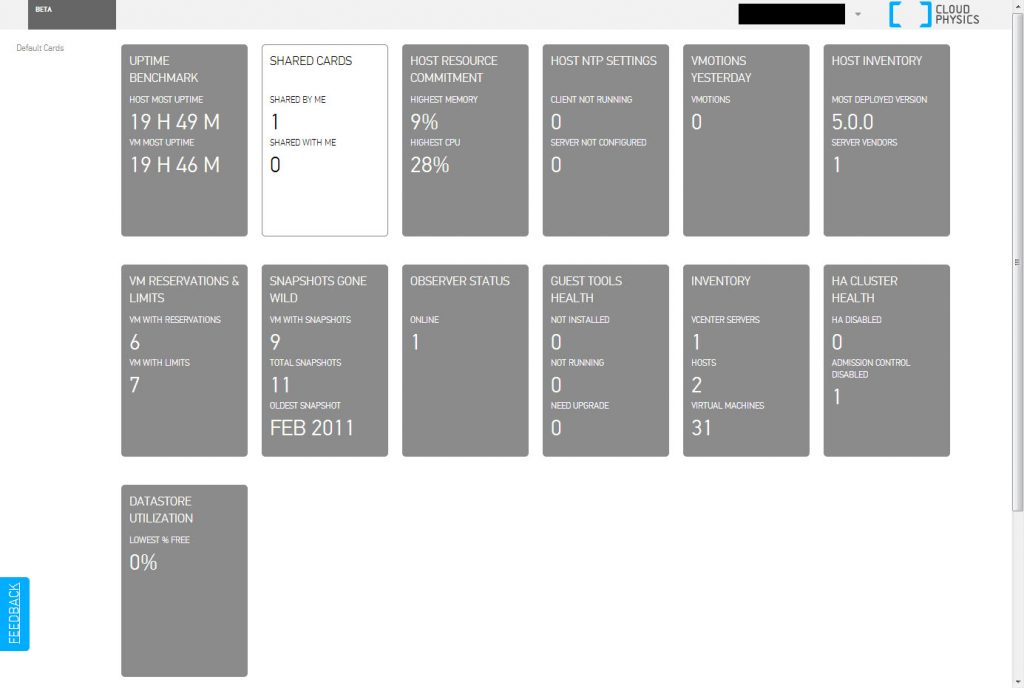 BETA
CLOUD
PHYSICS
Default Cards
UPTIME
BENCHMARK
HOST MOST UPTIME
19 H 49 M
VM MOST UPTIME
19 H 46 M
SHARED CARDS
SHARED BY ME
1
SHARED WITH ME
0
HOST RESOURCE
COMMITMENT
HIGHEST MEMORY
9%
HIGHEST CPU
28%
HOST NTP SETTINGS
CLIENT NOT RUNNING
0
SERVER NOT CONFIGURED
0
VMOTIONS
YESTERDAY
VMOTIONS
0
HOST INVENTORY
MOST DEPLOYED VERSION
5.0.0
SERVER VENDORS
1
VM RESERVATIONS &
LIMITS
VM WITH RESERVATIONS
6
VM WITH LIMITS
7
SNAPSHOTS GONE
WILD
VM WITH SNAPSHOTS
9
TOTAL SNAPSHOTS
11
OLDEST SNAPSHOT
FEB 2011
OBSERVER STATUS
ONLINE
1
GUEST TOOLS
HEALTH
NOT INSTALLED
0
NOT RUNNING
0
NEED UPGRADE
0
INVENTORY
VCENTER SERVERS
1
HOSTS
2
VIRTUAL MACHINES
31
HA CLUSTER
HEALTH
HA DISABLED
0
ADMISSION CONTROL
DISABLED
1
DATASTORE
UTILIZATION
LOWEST % FREE
0%
FEEDBACK